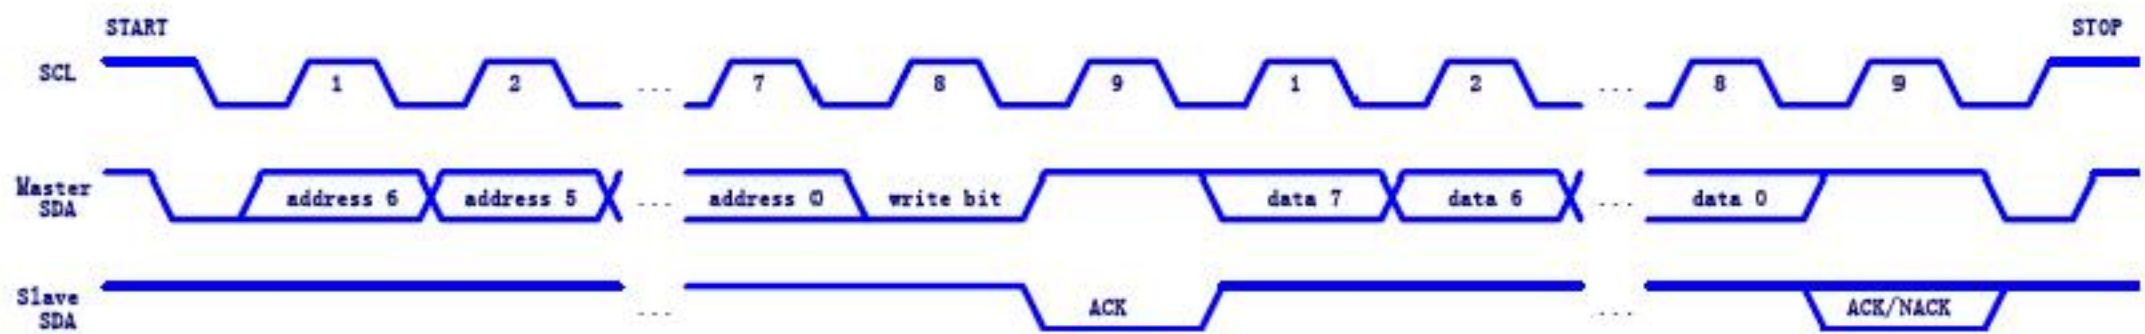 START STOP
SCL 1 2 ... 7 8 9 1 2 ... 8 9
Master SDA address 6 address 5 ... address 0 write bit data 7 data 6 ... data 0
Slave SDA ... ACK ... ACK/NACK